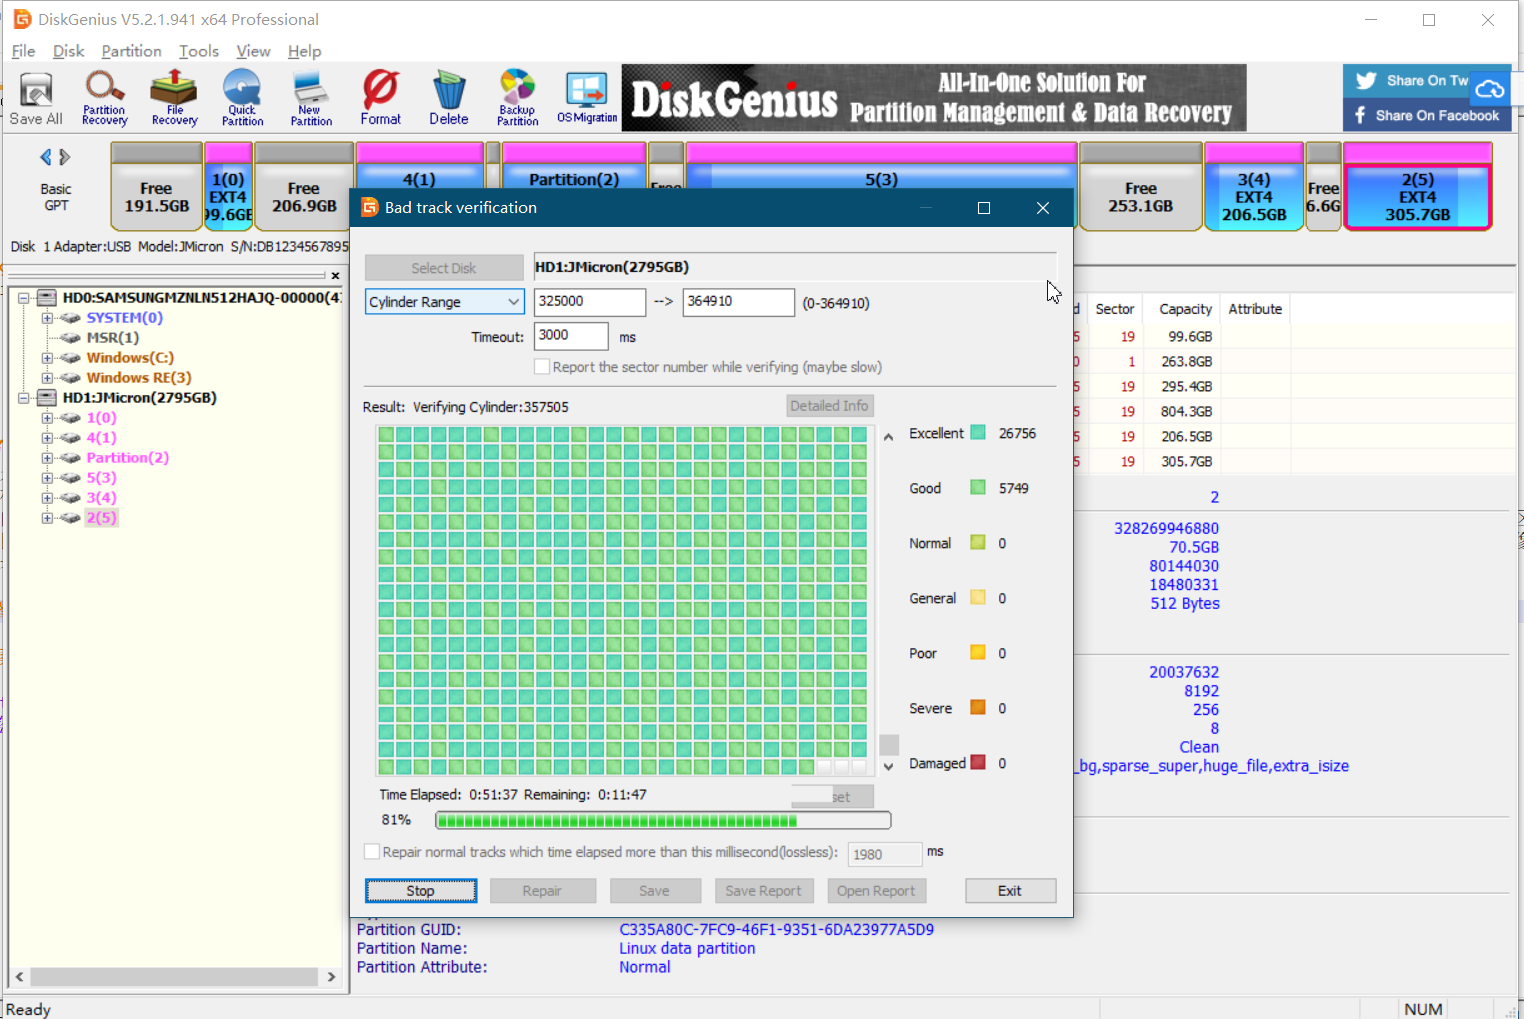 DiskGenius V5.2.1.941 x64 Professional
File Disk Partition Tools View Help
Save All
Partition Recovery
File Recovery
Quick Partition
New Partition
Format
Delete
Backup Partition
OS Migration
DiskGenius
All-In-One Solution For
Partition Management & Data Recovery
Share On Tw
Share On Facebook
Basic
GPT
Free
191.5GB
1(0)
EXT4
99.6GB
Free
206.9GB
4(1)
Partition(2)
Free
5(3)
Free
253.1GB
3(4)
EXT4
206.5GB
Free
6.6G
2(5)
EXT4
305.7GB
Disk 1 Adapter:USB Model:JMicron S/N:DB1234567895
HD0:SAMSUNGMZNLN512HAJQ-00000(4
SYSTEM(0)
MSR(1)
Windows(C:)
Windows RE(3)
HD1:JMicron(2795GB)
1(0)
4(1)
Partition(2)
5(3)
3(4)
2(5)
Bad track verification
Select Disk
HD1:JMicron(2795GB)
Cylinder Range
325000 --> 364910 (0-364910)
Timeout: 3000 ms
Report the sector number while verifying (maybe slow)
Result: Verifying Cylinder:357505
Detailed Info
Excellent 26756
Good 5749
Normal 0
General 0
Poor 0
Severe 0
Damaged 0
Time Elapsed: 0:51:37 Remaining: 0:11:47
set
81%
Repair normal tracks which time elapsed more than this millisecond(lossless): 1980 ms
Stop
Repair
Save
Save Report
Open Report
Exit
d Sector Capacity Attribute
5 19 99.6GB
0 1 263.8GB
5 19 295.4GB
5 19 804.3GB
5 19 206.5GB
5 19 305.7GB
2
328269946880
70.5GB
80144030
18480331
512 Bytes
20037632
8192
256
8
Clean
_bg,sparse_super,huge_file,extra_isize
Partition GUID: C335A80C-7FC9-46F1-9351-6DA23977A5D9
Partition Name: Linux data partition
Partition Attribute: Normal
Ready
NUM